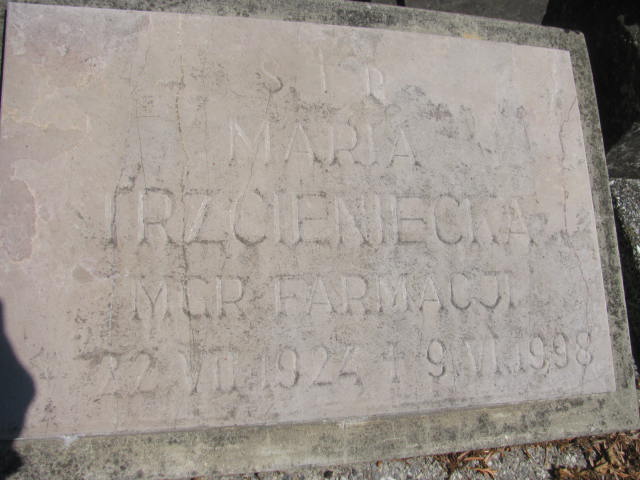 S I P
MARIA
TRZCIENIECKA
MGR FARMACJI
* 22 VII.1924 † 9.VI.1998